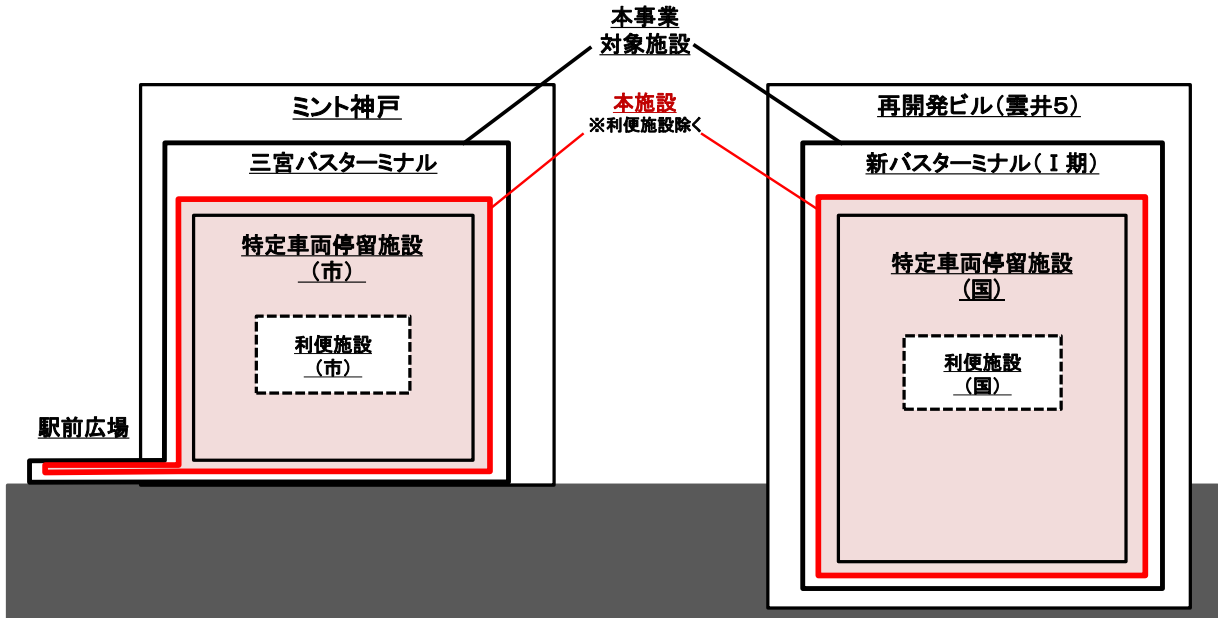 本事業
対象施設
本施設
※利便施設除く
ミント神戸
三宮バスターミナル
特定車両停留施設
（市）
利便施設
（市）
駅前広場
再開発ビル（雲井５）
新バスターミナル（Ⅰ期）
特定車両停留施設
（国）
利便施設
（国）